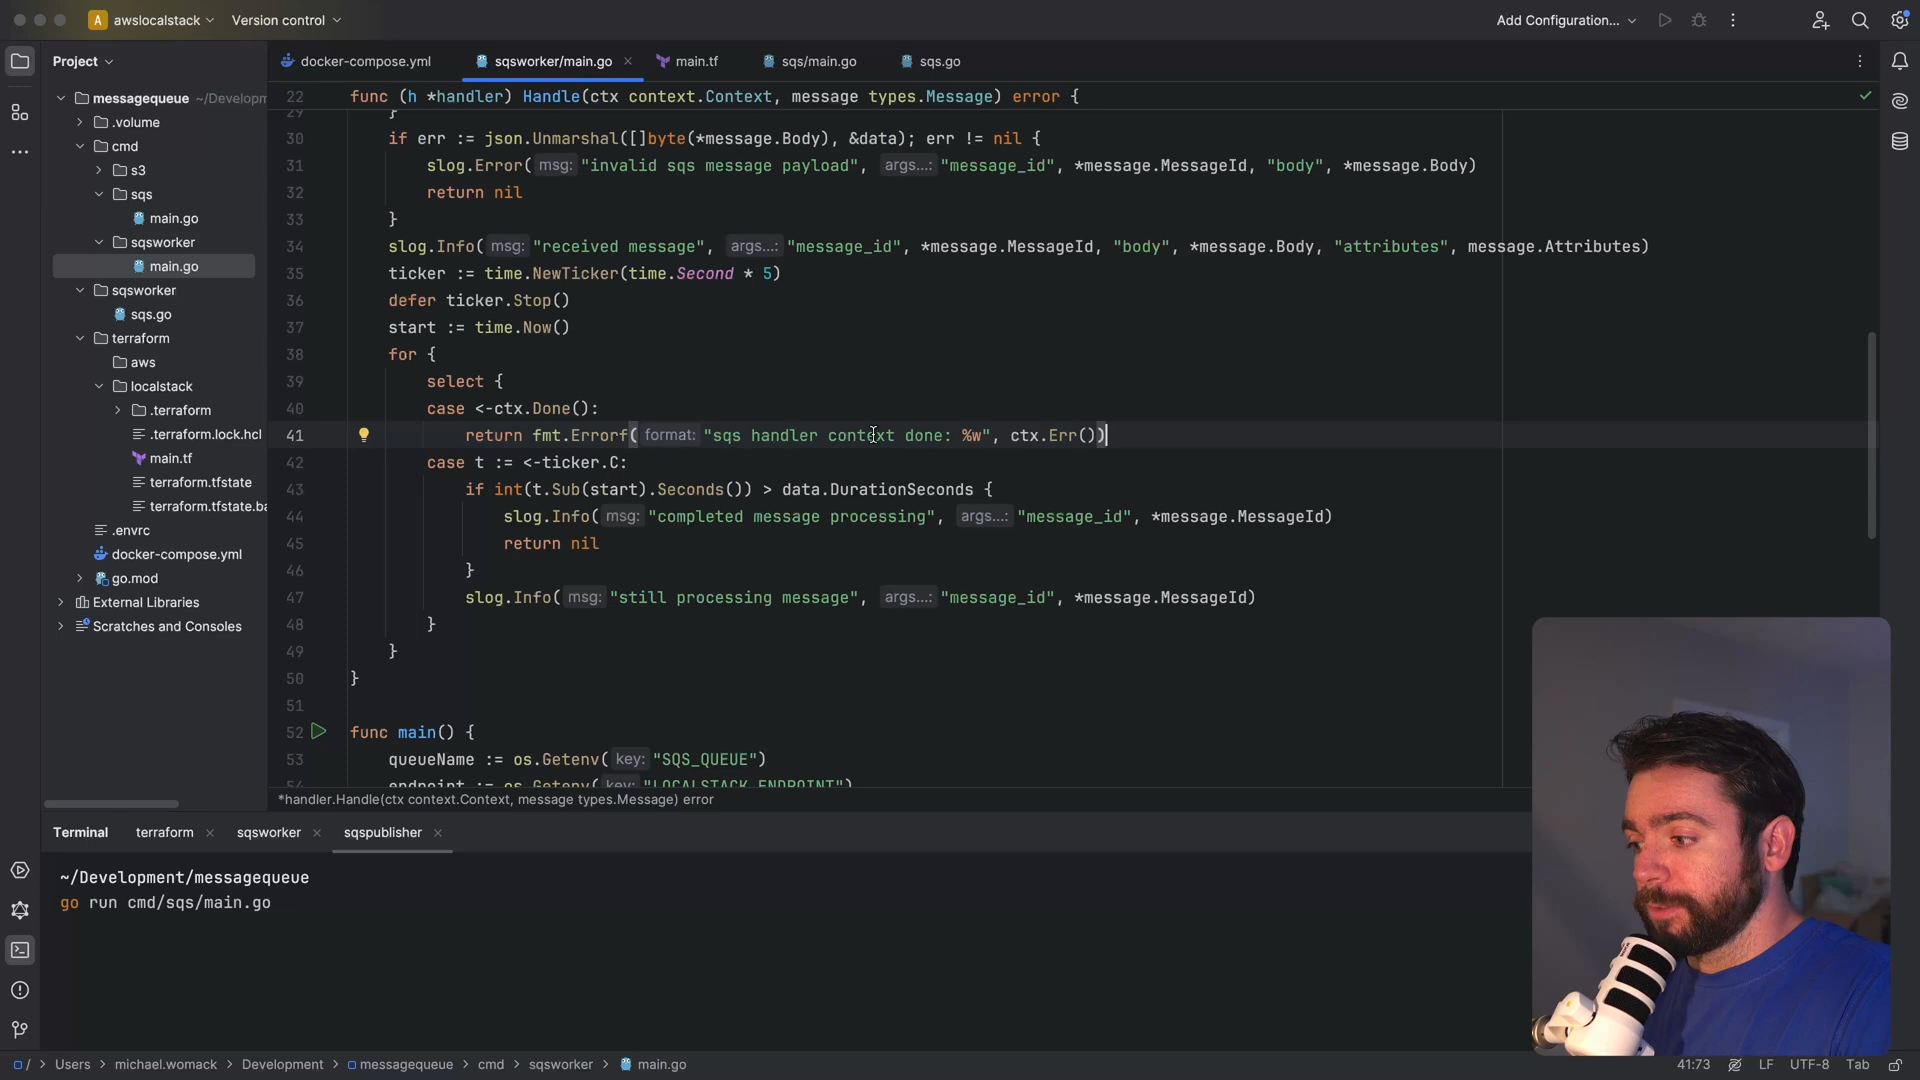 A awslocalstack Version control Add Configuration...
Project
docker-compose.yml sqsworker/main.go main.tf sqs/main.go sqs.go
messagequeue ~/Developm
.volume
cmd
s3
sqs
main.go
sqsworker
main.go
sqsworker
sqs.go
terraform
aws
localstack
.terraform
.terraform.lock.hcl
main.tf
terraform.tfstate
terraform.tfstate.ba
.envrc
docker-compose.yml
go.mod
External Libraries
Scratches and Consoles
22 func (h *handler) Handle(ctx context.Context, message types.Message) error {
29 }
30 if err := json.Unmarshal([]byte(*message.Body), &data); err != nil {
31 slog.Error( msg: "invalid sqs message payload", args...: "message_id", *message.MessageId, "body", *message.Body)
32 return nil
33 }
34 slog.Info( msg: "received message", args...: "message_id", *message.MessageId, "body", *message.Body, "attributes", message.Attributes)
35 ticker := time.NewTicker(time.Second * 5)
36 defer ticker.Stop()
37 start := time.Now()
38 for {
39 select {
40 case <-ctx.Done():
41 return fmt.Errorf( format: "sqs handler context done: %w", ctx.Err())
42 case t := <-ticker.C:
43 if int(t.Sub(start).Seconds()) > data.DurationSeconds {
44 slog.Info( msg: "completed message processing", args...: "message_id", *message.MessageId)
45 return nil
46 }
47 slog.Info( msg: "still processing message", args...: "message_id", *message.MessageId)
48 }
49 }
50 }
51
52 func main() {
53 queueName := os.Getenv( key: "SQS_QUEUE")
54 endpoint := os.Getenv( key: "LOCALSTACK_ENDPOINT")
*handler.Handle(ctx context.Context, message types.Message) error
Terminal terraform sqsworker sqspublisher
~/Development/messagequeue
go run cmd/sqs/main.go
/ > Users > michael.womack > Development > messagequeue > cmd > sqsworker > main.go 41:73 LF UTF-8 Tab